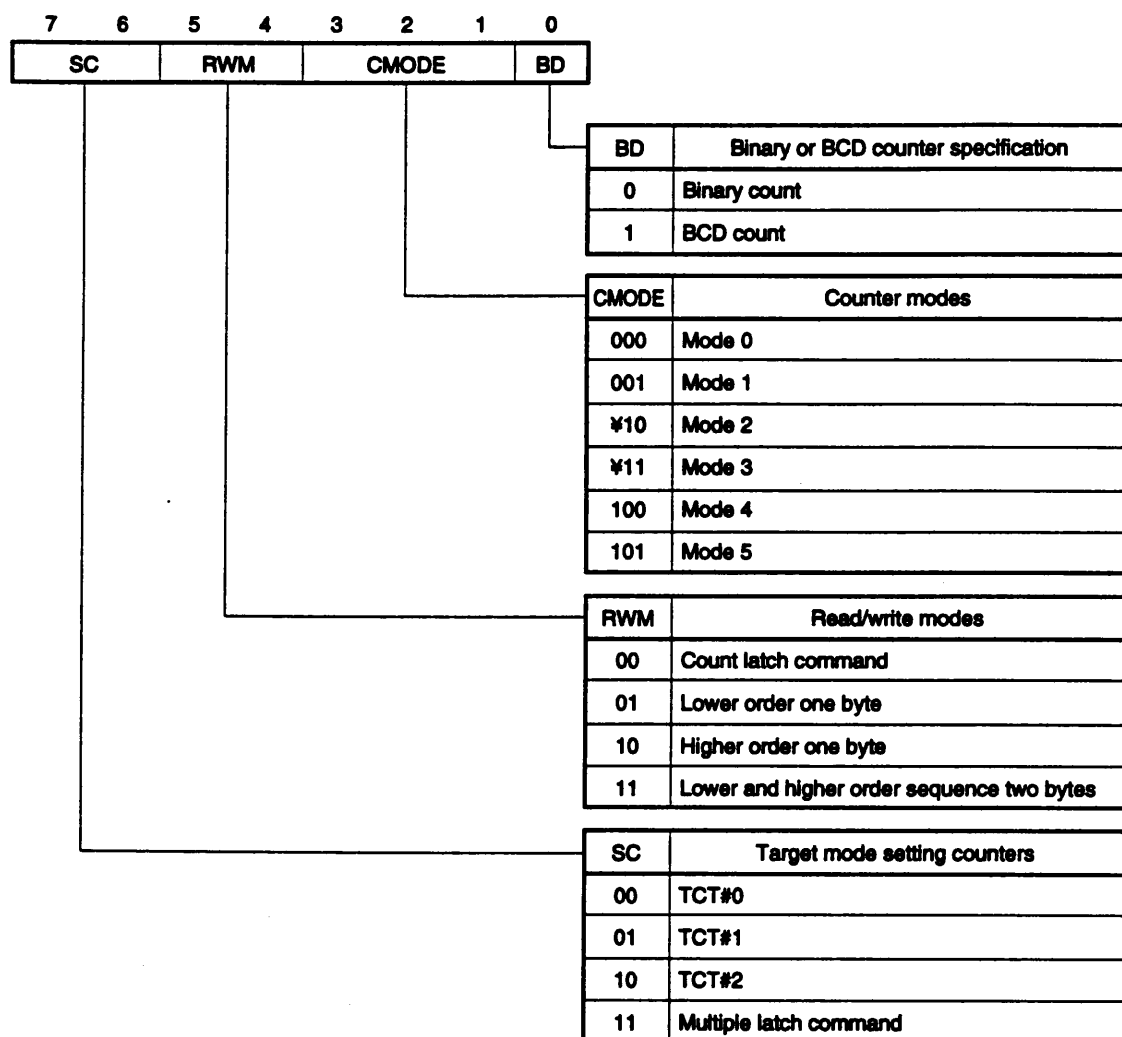 7 6 5 4 3 2 1 0
SC RWM CMODE BD
BD Binary or BCD counter specification
0 Binary count
1 BCD count
CMODE Counter modes
000 Mode 0
001 Mode 1
¥10 Mode 2
¥11 Mode 3
100 Mode 4
101 Mode 5
RWM Read/write modes
00 Count latch command
01 Lower order one byte
10 Higher order one byte
11 Lower and higher order sequence two bytes
SC Target mode setting counters
00 TCT#0
01 TCT#1
10 TCT#2
11 Multiple latch command